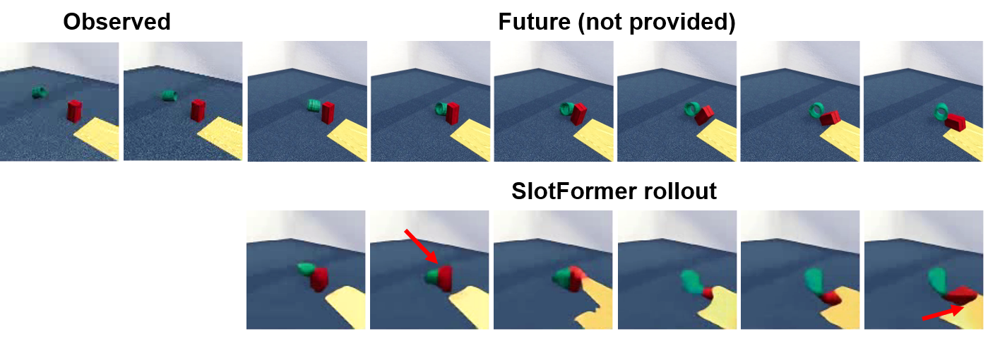 Observed
Future (not provided)
SlotFormer rollout